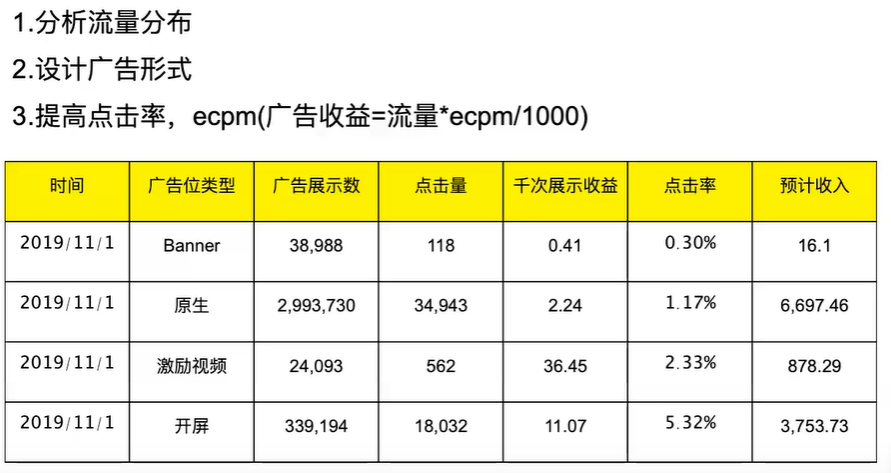 1.分析流量分布
2.设计广告形式
3.提高点击率，ecpm(广告收益=流量*ecpm/1000)
时间 广告位类型 广告展示数 点击量 千次展示收益 点击率 预计收入
2019/11/1 Banner 38,988 118 0.41 0.30% 16.1
2019/11/1 原生 2,993,730 34,943 2.24 1.17% 6,697.46
2019/11/1 激励视频 24,093 562 36.45 2.33% 878.29
2019/11/1 开屏 339,194 18,032 11.07 5.32% 3,753.73